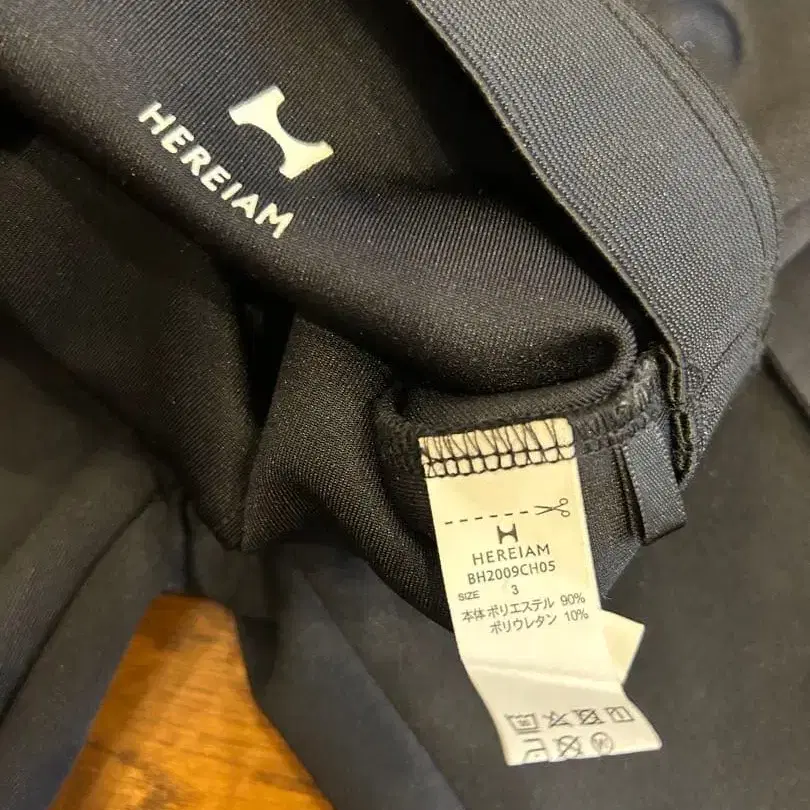 HEREIAM
HEREIAM
BH2009CH05
SIZE 3
本体 ポリエステル 90%
ポリウレタン 10%